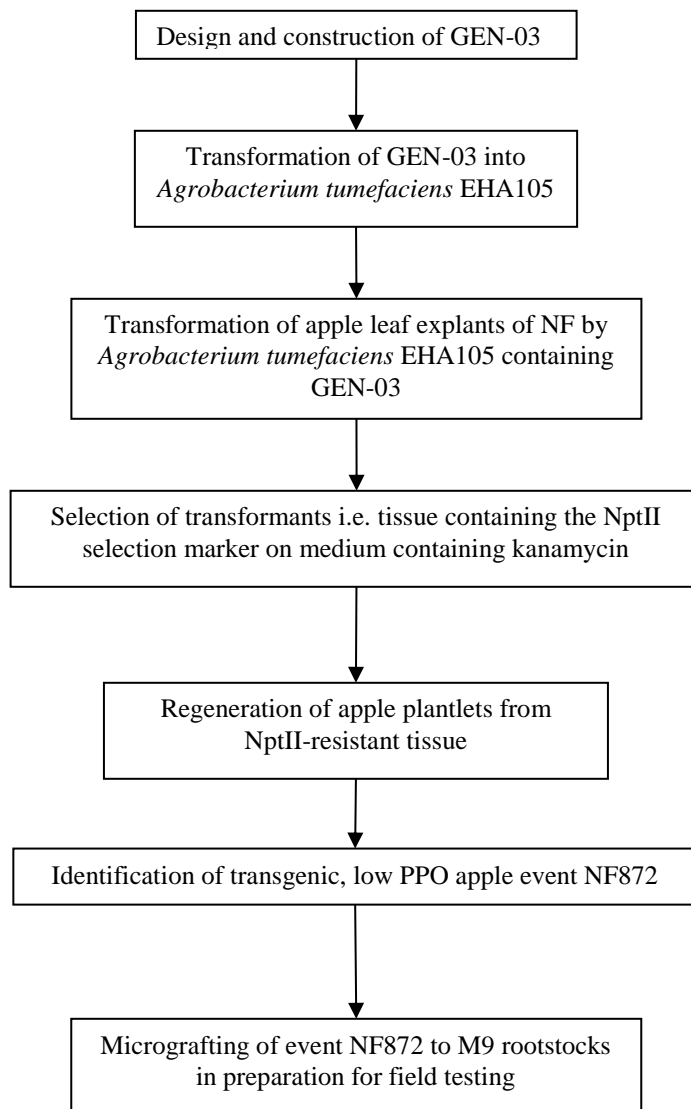 Design and construction of GEN-03
Transformation of GEN-03 into
Agrobacterium tumefaciens EHA105
Transformation of apple leaf explants of NF by
Agrobacterium tumefaciens EHA105 containing
GEN-03
Selection of transformants i.e. tissue containing the NptII
selection marker on medium containing kanamycin
Regeneration of apple plantlets from
NptII-resistant tissue
Identification of transgenic, low PPO apple event NF872
Micrografting of event NF872 to M9 rootstocks
in preparation for field testing